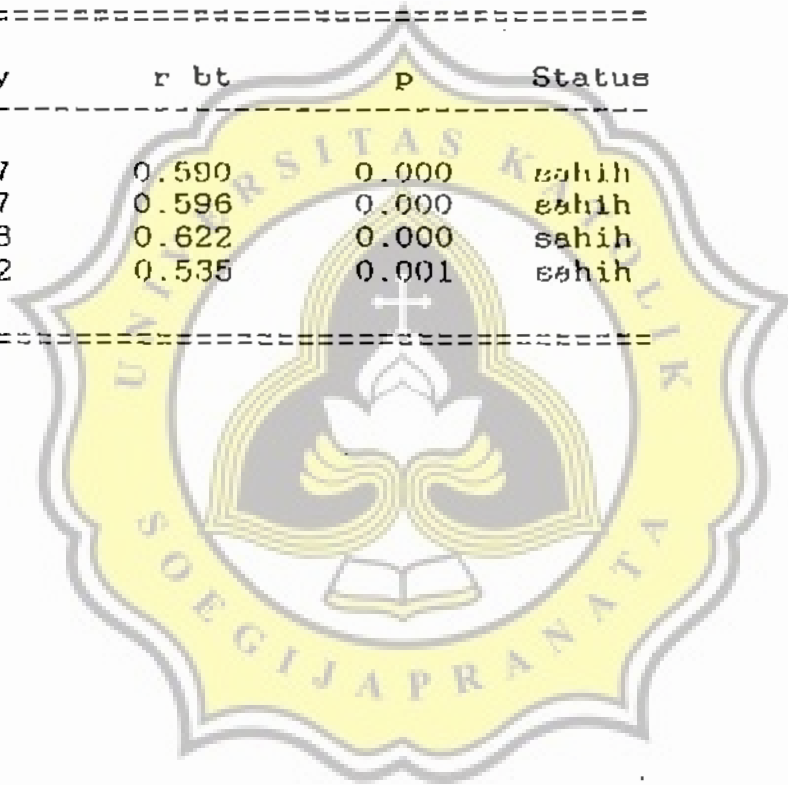 ==========================================
y r bt p Status
------------------------------------------
7 0.590 0.000 sahih
7 0.596 0.000 sahih
3 0.622 0.000 sahih
2 0.535 0.001 sahih
==========================================
UNIVERSITAS KATOLIK
SOEGIJAPRANATA